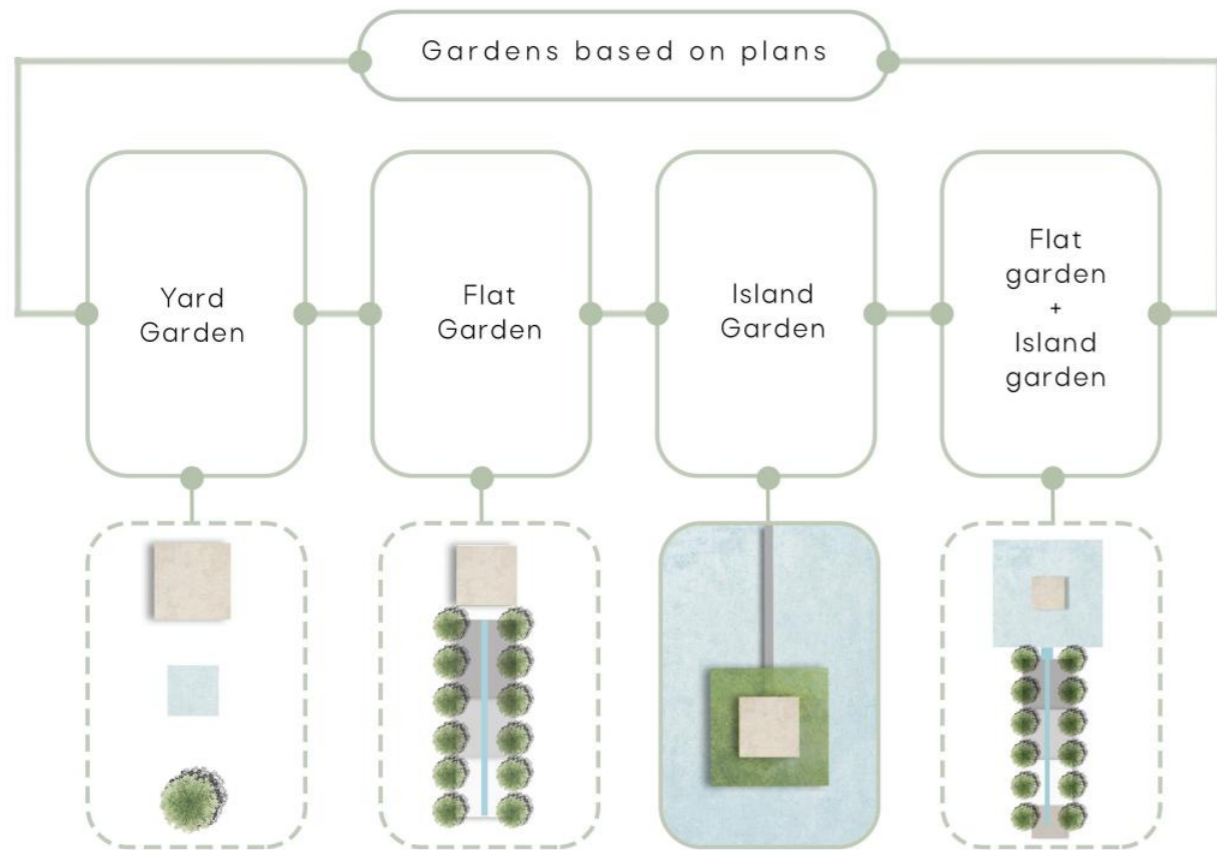 Gardens based on plans
Yard
Garden
Flat
Garden
Island
Garden
Flat
garden
+
Island
garden